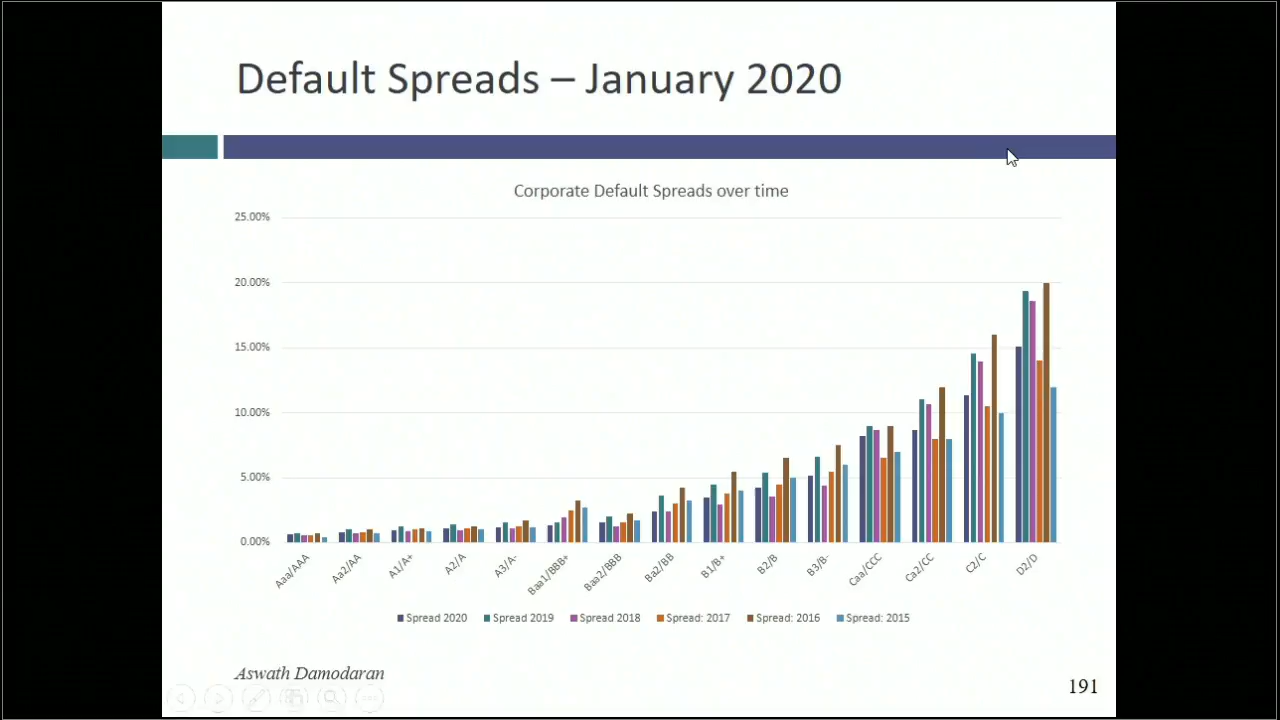 Default Spreads – January 2020
Corporate Default Spreads over time
25.00%
20.00%
15.00%
10.00%
5.00%
0.00%
Aaa/AAA
Aa2/AA
A1/A+
A2/A
A3/A-
Baa1/BBB+
Baa2/BBB
Ba2/BB
B1/B+
B2/B
B3/B-
Caa/CCC
Ca2/CC
C2/C
D2/D
Spread 2020 Spread 2019 Spread 2018 Spread: 2017 Spread: 2016 Spread: 2015
Aswath Damodaran
191